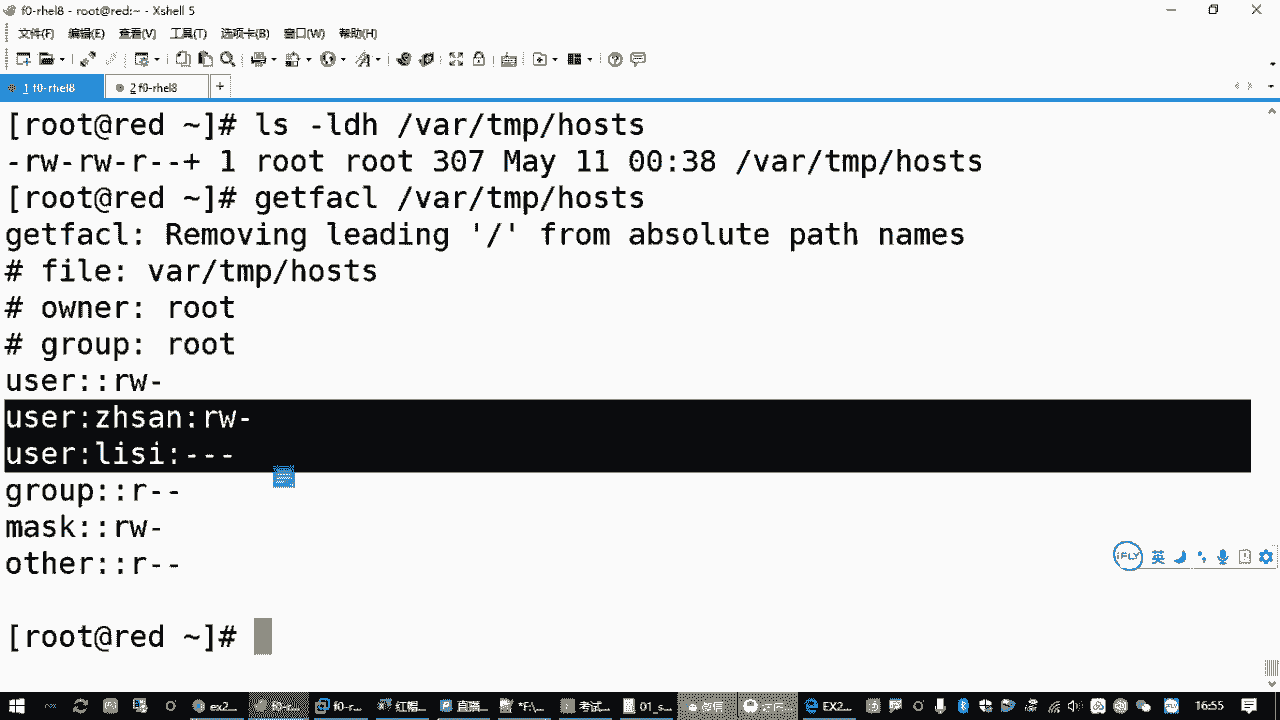 f0-rhel8 - root@red:~ - Xshell 5
文件(F) 编辑(E) 查看(V) 工具(T) 选项卡(B) 窗口(W) 帮助(H)
1 f0-rhel8 2 f0-rhel8 +
[root@red ~]# ls -ldh /var/tmp/hosts
-rw-rw-r--+ 1 root root 307 May 11 00:38 /var/tmp/hosts
[root@red ~]# getfacl /var/tmp/hosts
getfacl: Removing leading '/' from absolute path names
# file: var/tmp/hosts
# owner: root
# group: root
user::rw-
user:zhsan:rw-
user:lisi:---
group::r--
mask::rw-
other::r--
[root@red ~]#
iFLY 英
ex2... f0-r... f0-r... 红帽... 直播... *F:\... 考试... 01_s... EX2... 16:55